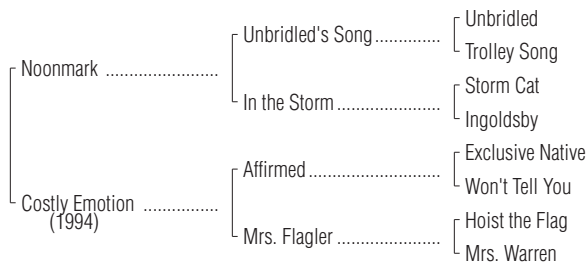 Unbridled
Unbridled's Song ..............
Trolley Song
Noonmark ........................
Storm Cat
In the Storm ......................
Ingoldsby
Exclusive Native
Affirmed ............................
Won't Tell You
Costly Emotion ................
(1994)
Hoist the Flag
Mrs. Flagler .......................
Mrs. Warren